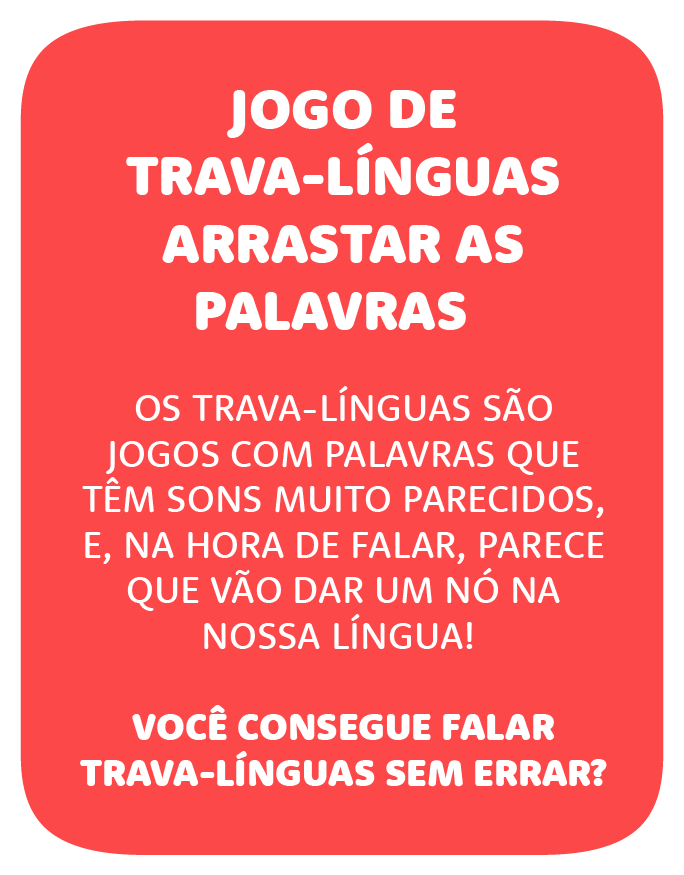 JOGO DE
TRAVA-LÍNGUAS
ARRASTAR AS
PALAVRAS
OS TRAVA-LÍNGUAS SÃO
JOGOS COM PALAVRAS QUE
TÊM SONS MUITO PARECIDOS,
E, NA HORA DE FALAR, PARECE
QUE VÃO DAR UM NÓ NA
NOSSA LÍNGUA!
VOCÊ CONSEGUE FALAR
TRAVA-LÍNGUAS SEM ERRAR?